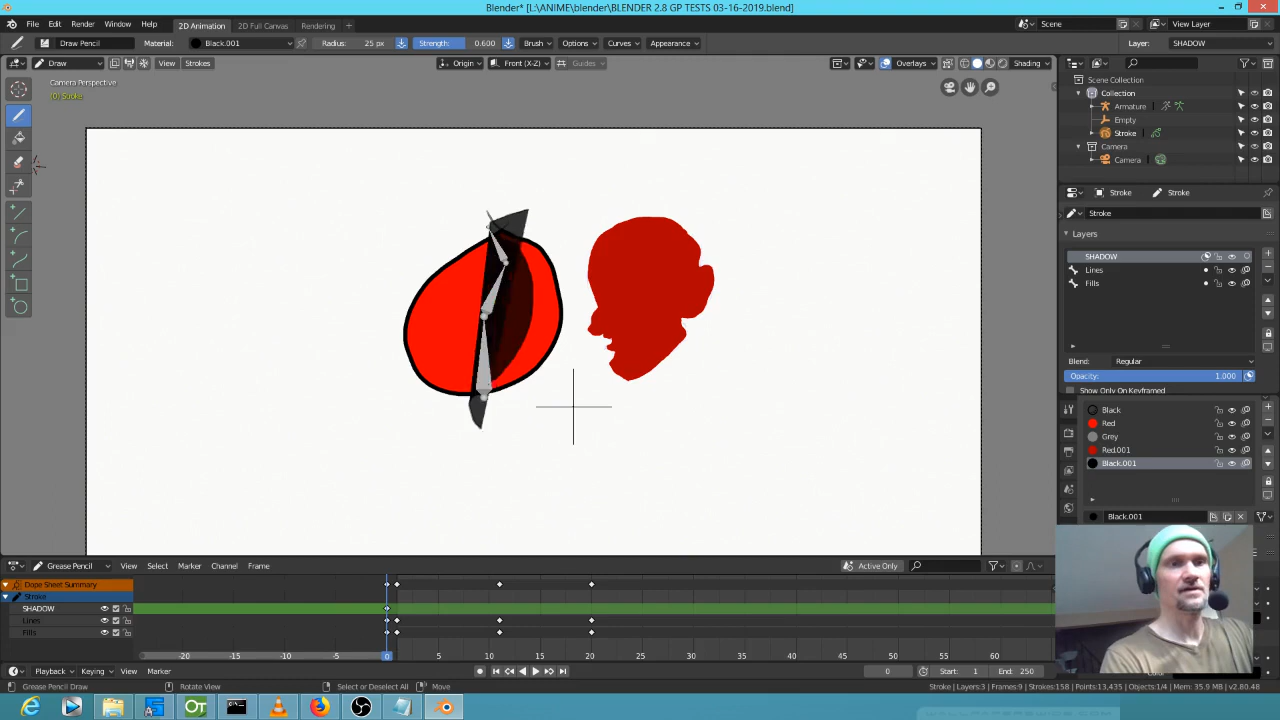 Blender* [L:\ANIME\blender\BLENDER 2.8 GP TESTS 03-16-2019.blend]
File Edit Render Window Help 2D Animation 2D Full Canvas Rendering + Scene View Layer
Draw Pencil Material: Black.001 Radius: 25 px Strength: 0.600 Brush Options Curves Appearance Layer: SHADOW
Draw View Strokes Origin Front (X-Z) Guides Overlays Shading
Camera Perspective
(0) Stroke
Scene Collection
Collection
Armature
Empty
Stroke
Camera
Camera
Stroke Stroke
Stroke
Layers
SHADOW
Lines
Fills
Blend: Regular
Opacity: 1.000
Show Only On Keyframed
Black
Red
Grey
Red.001
Black.001
Black.001
Grease Pencil View Select Marker Channel Frame Active Only
Dope Sheet Summary
Stroke
SHADOW
Lines
Fills
-20 -15 -10 -5 0 5 10 15 20 25 30 35 40 45 50 55 60
Playback Keying View Marker 0 Start: 1 End: 250
Grease Pencil Draw Rotate View Select or Deselect All Move Stroke | Layers:3 | Frames:9 | Strokes:158 | Points:13,435 | Objects:1/4 | Mem: 35.9 MB | v2.80.48